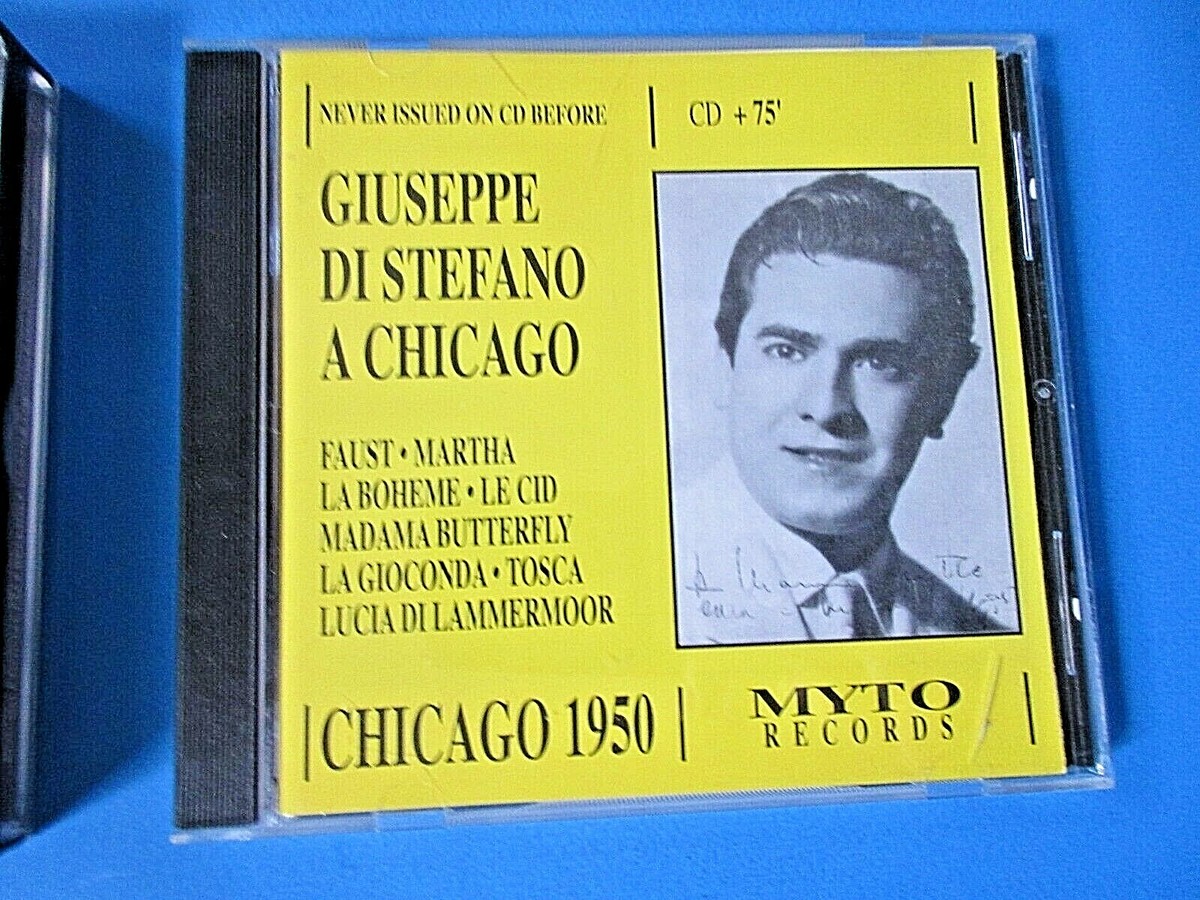 NEVER ISSUED ON CD BEFORE
CD + 75'
GIUSEPPE
DI STEFANO
A CHICAGO
FAUST • MARTHA
LA BOHEME • LE CID
MADAMA BUTTERFLY
LA GIOCONDA • TOSCA
LUCIA DI LAMMERMOOR
CHICAGO 1950
MYTO
RECORDS